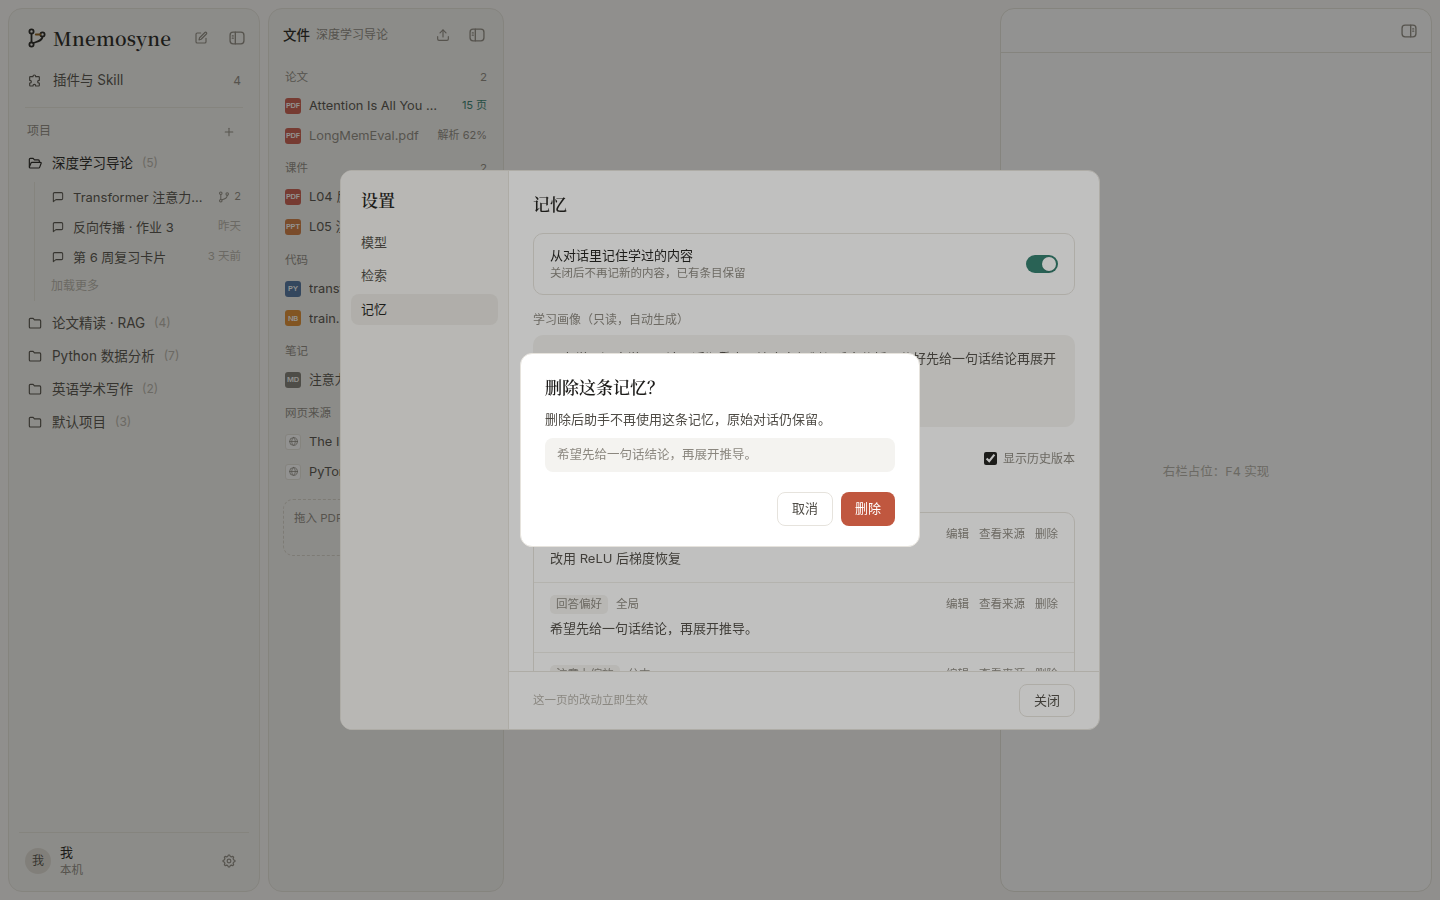 Mnemosyne
插件与 Skill 4
项目
深度学习导论 (5)
Transformer 注意力... 2
反向传播 · 作业 3 昨天
第 6 周复习卡片 3 天前
加载更多
论文精读 · RAG (4)
Python 数据分析 (7)
英语学术写作 (2)
默认项目 (3)
我 我
本机
文件 深度学习导论
论文 2
PDF Attention Is All You ... 15 页
PDF LongMemEval.pdf 解析 62%
课件 2
PDF L04
PPT L05
代码
PY trans
NB train.
笔记
MD 注意力
网页来源
The I
PyTo
拖入 PDF
设置
模型
检索
记忆
记忆
从对话里记住学过的内容
关闭后不再记新的内容，已有条目保留
学习画像（只读，自动生成）
好先给一句话结论再展开
显示历史版本
编辑 查看来源 删除
改用 ReLU 后梯度恢复
回答偏好 全局 编辑 查看来源 删除
希望先给一句话结论，再展开推导。
这一页的改动立即生效 关闭
删除这条记忆？
删除后助手不再使用这条记忆，原始对话仍保留。
希望先给一句话结论，再展开推导。
取消 删除
右栏占位：F4 实现